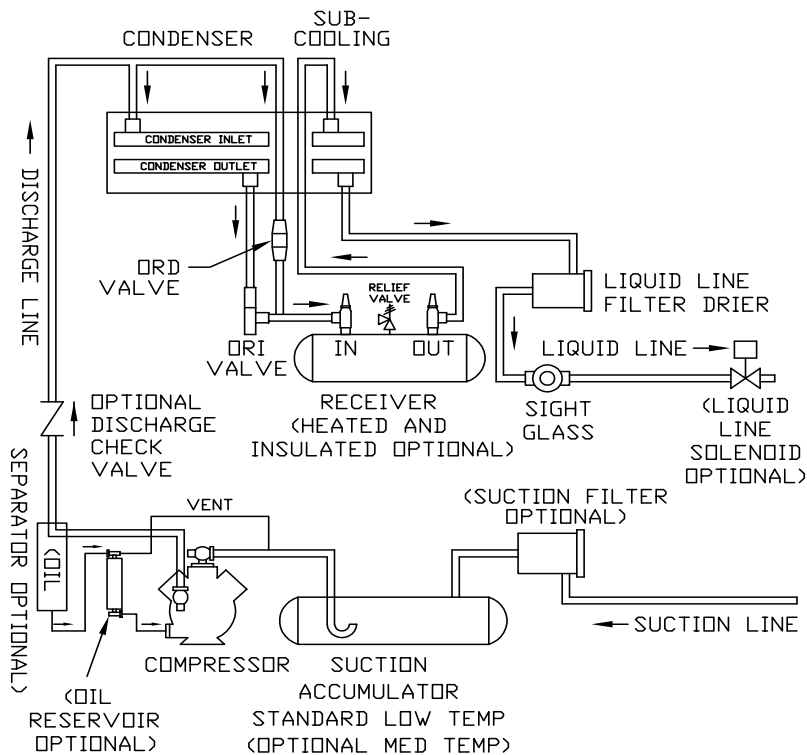 CONDENSER
SUB-
COOLING
CONDENSER INLET
CONDENSER OUTLET
DISCHARGE LINE
ORD
VALVE
RELIEF
VALVE
LIQUID LINE
FILTER DRIER
ORI
VALVE
IN
OUT
LIQUID LINE
RECEIVER
(HEATED AND
INSULATED OPTIONAL)
SIGHT
GLASS
(LIQUID
LINE
SOLENOID
OPTIONAL)
OPTIONAL
DISCHARGE
CHECK
VALVE
(OIL
SEPARATOR OPTIONAL)
VENT
(SUCTION FILTER
OPTIONAL)
SUCTION LINE
COMPRESSOR
(OIL
RESERVOIR
OPTIONAL)
SUCTION
ACCUMULATOR
STANDARD LOW TEMP
(OPTIONAL MED TEMP)